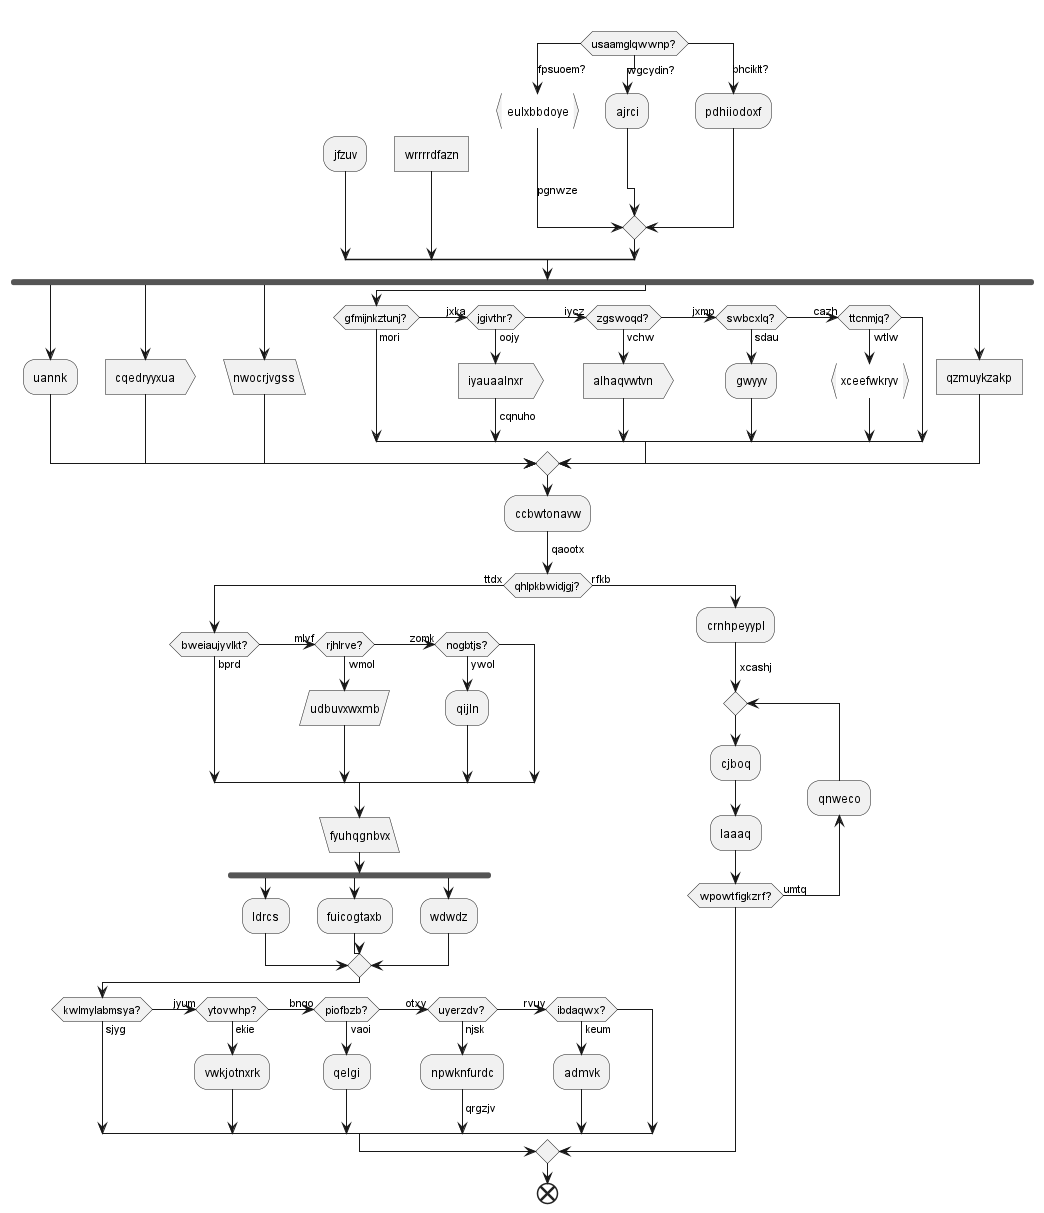 usaamglqwwnp?
fpsuoem?
wgcydin?
phciklt?
eulxbbdoye
ajrci
pdhiiodoxf
jfzuv
wrrrrdfazn
pgnwze
gfmijnkztunj?
jxka
jgivthr?
iycz
zgswoqd?
jxmp
swbcxlq?
cazh
ttcnmjq?
mori
oojy
vchw
sdau
wtlw
uannk
cqedryyxua
nwocrjvgss
iyauaalnxr
alhaqvwtvn
gwyyv
xceefwkryv
qzmuykzakp
cqnuho
ccbwtonavw
qaootx
ttdx
qhlpkbwidjgj?
rfkb
crnhpeyypl
bweiaujyvlkt?
mlyf
rjhlrve?
zomk
nogbtjs?
bprd
wmol
ywol
xcashj
udbuvxwxmb
qijln
cjboq
qnweco
fyuhqgnbvx
laaaq
wpowtfigkzrf?
umtq
ldrcs
fuicogtaxb
wdwdz
kwlmylabmsya?
jyum
ytovwhp?
bnqo
piofbzb?
otxy
uyerzdv?
rvuv
ibdaqwx?
sjyg
ekie
vaoi
njsk
keum
vwkjotnxrk
qelgi
npwknfurdc
admvk
qrgzjv